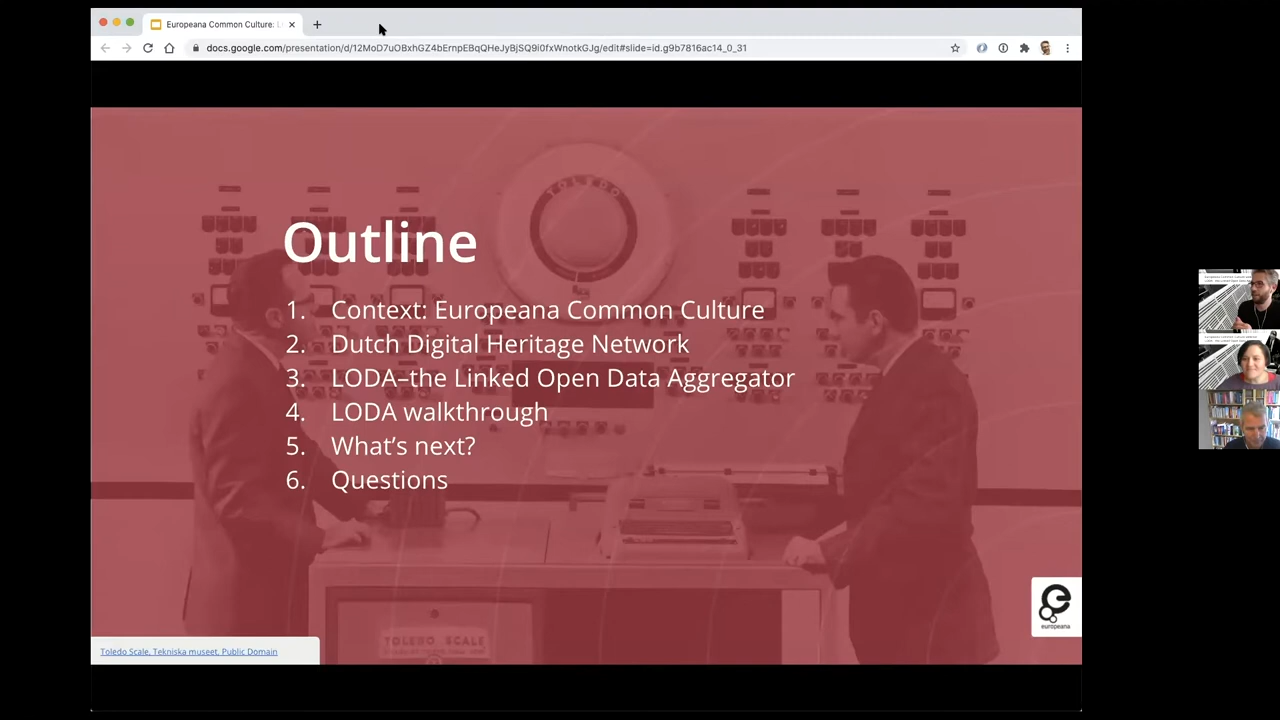 Europeana Common Culture:
docs.google.com/presentation/d/12MoD7uOBxhGZ4bErnpEBqQHeJyBjSQ9i0fxWnotkGJg/edit#slide=id.g9b7816ac14_0_31
TOLEDO
Outline
1. Context: Europeana Common Culture
2. Dutch Digital Heritage Network
3. LODA–the Linked Open Data Aggregator
4. LODA walkthrough
5. What's next?
6. Questions
TOLEDO SCALE
europeana
Toledo Scale, Tekniska museet, Public Domain